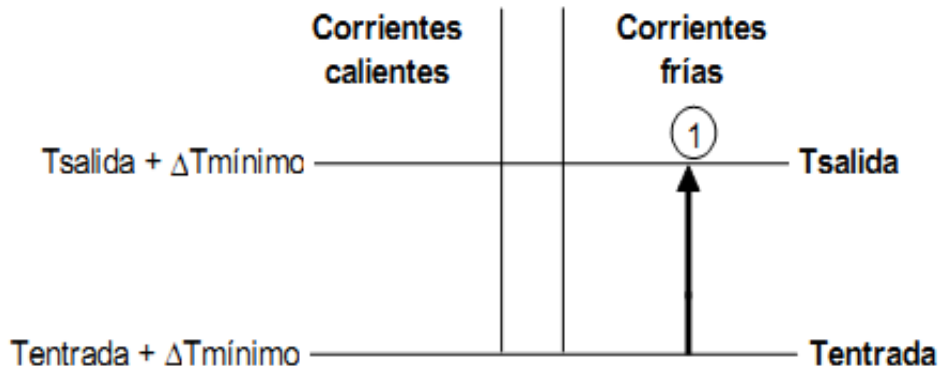 Corrientes
calientes
Corrientes
frías
1
Tsalida + ΔTmínimo
Tsalida
Tentrada + ΔTmínimo
Tentrada